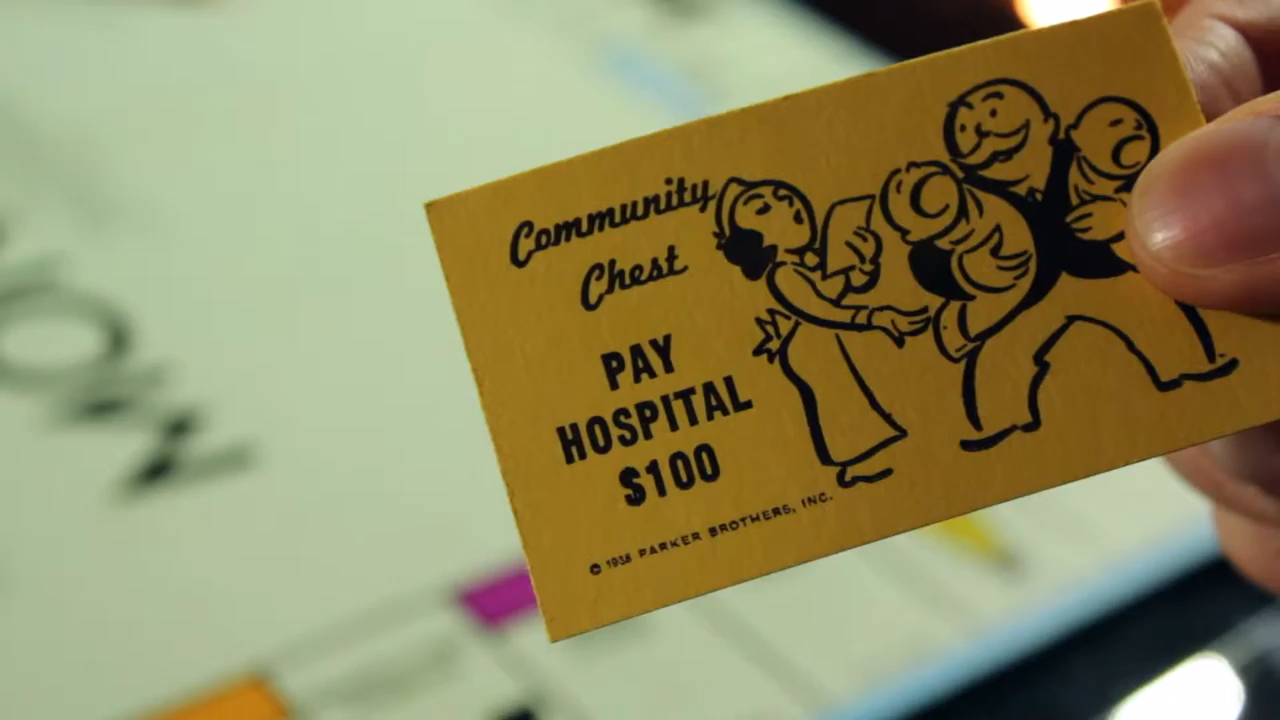 Community
Chest
PAY
HOSPITAL
$100
© 1936 PARKER BROTHERS, INC.